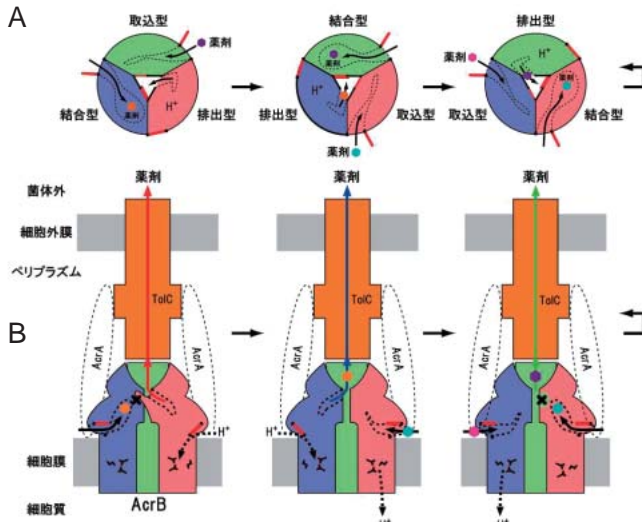 A
取込型
薬剤
H⁺
薬剤
結合型
排出型
結合型
薬剤
H⁺
排出型
取込型
薬剤
排出型
薬剤
H⁺
薬剤
取込型
結合型
菌体外
薬剤
薬剤
薬剤
細胞外膜
ペリプラズム
TolC
TolC
TolC
B
AcrA
AcrA
AcrA
AcrA
AcrA
AcrA
H⁺
H⁺
細胞膜
AcrB
細胞質